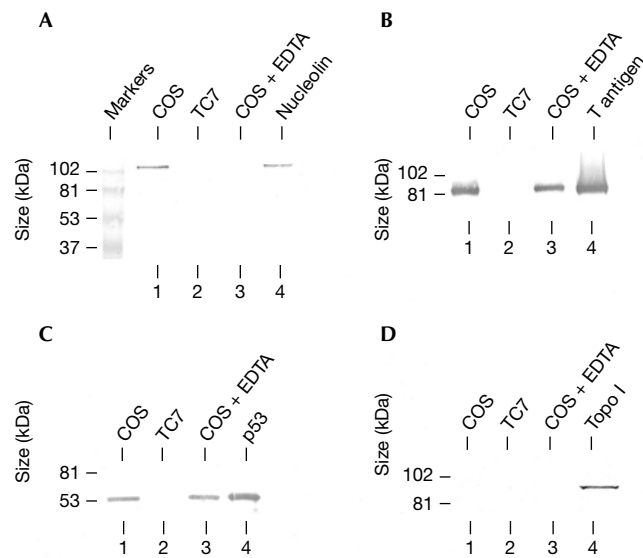 A
Markers
COS
TC7
COS + EDTA
Nucleolin
Size (kDa)
102
81
53
37
1 2 3 4
B
COS
TC7
COS + EDTA
T antigen
Size (kDa)
102
81
1 2 3 4
C
COS
TC7
COS + EDTA
p53
Size (kDa)
81
53
1 2 3 4
D
COS
TC7
COS + EDTA
Topo I
Size (kDa)
102
81
1 2 3 4